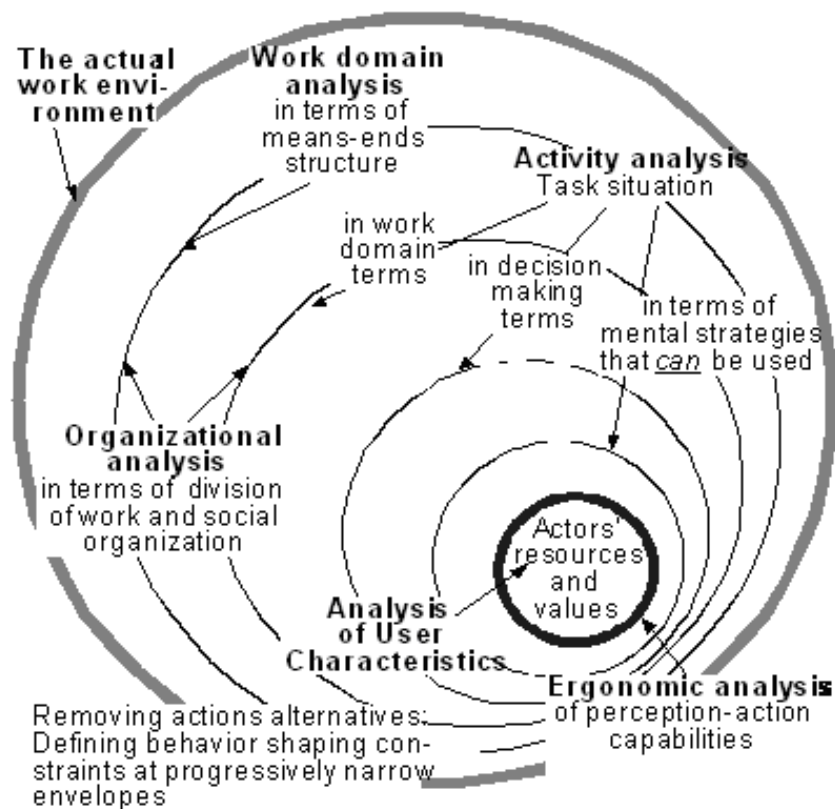 The actual
work envi-
ronment
Work domain
analysis
in terms of
means-ends
structure
Activity analysis
Task situation
in work
domain
terms
in decision
making
terms
in terms of
mental strategies
that can be used
Organizational
analysis
in terms of division
of work and social
organization
Actors'
resources
and
values
Analysis
of User
Characteristics
Ergonomic analysis
of perception-action
capabilities
Removing actions alternatives:
Defining behavior shaping con-
straints at progressively narrow
envelopes